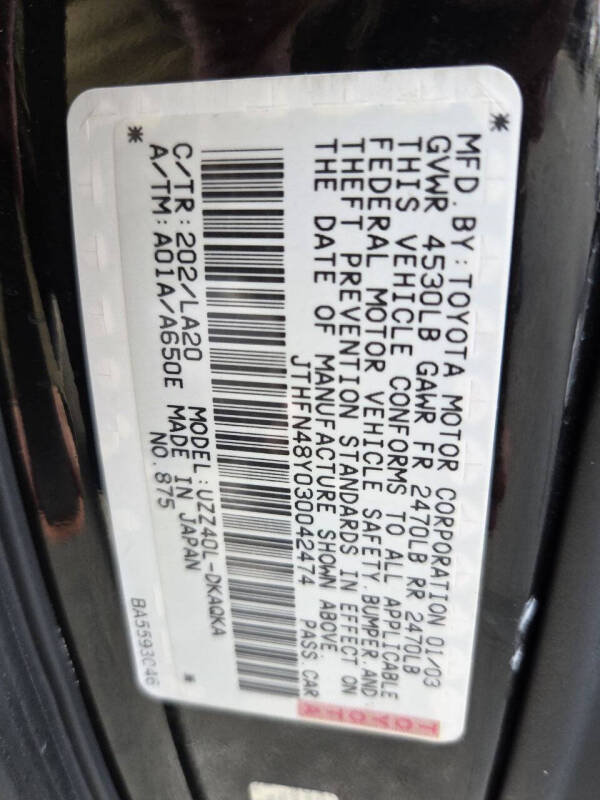 MFD. BY: TOYOTA MOTOR CORPORATION 01/03
GVWR 4530LB GAWR FR 2470LB RR 2470LB
THIS VEHICLE CONFORMS TO ALL APPLICABLE
FEDERAL MOTOR VEHICLE SAFETY, BUMPER, AND
THEFT PREVENTION STANDARDS IN EFFECT ON
THE DATE OF MANUFACTURE SHOWN ABOVE.
JTHFN48Y030042474 PASS. CAR
C/TR: 202/LA20 MODEL: UZZ40L-DKAQKA
A/TM: A01A/A650E MADE IN JAPAN
NO. 875
BA5593C46
TOYOTA